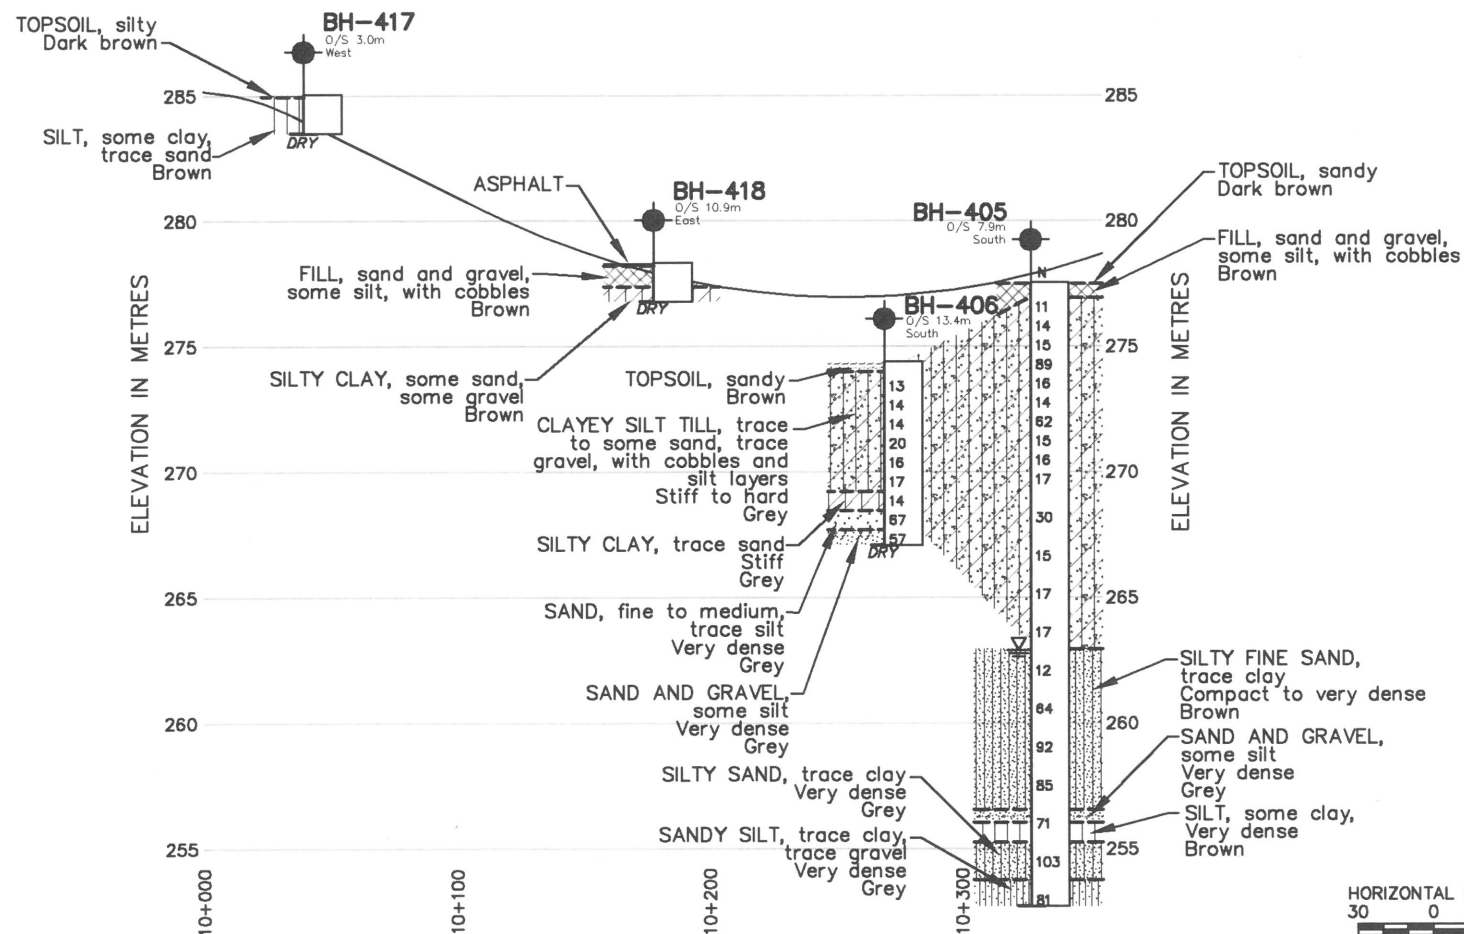 TOPSOIL, silty
Dark brown
BH-417
O/S 3.0m
West
285
285
SILT, some clay,
trace sand
Brown
DRY
ASPHALT
BH-418
O/S 10.9m
East
BH-405
O/S 7.9m
South
TOPSOIL, sandy
Dark brown
280
280
FILL, sand and gravel,
some silt, with cobbles
Brown
FILL, sand and gravel,
some silt, with cobbles
Brown
DRY
N
BH-406
O/S 13.4m
South
ELEVATION IN METRES
ELEVATION IN METRES
275
275
SILTY CLAY, some sand,
some gravel
Brown
TOPSOIL, sandy
Brown
CLAYEY SILT TILL, trace
to some sand, trace
gravel, with cobbles and
silt layers
Stiff to hard
Grey
13
14
14
20
16
17
14
67
57
DRY
11
14
15
89
16
14
62
15
16
17
30
15
17
17
12
64
92
85
71
103
81
270
270
SILTY CLAY, trace sand
Stiff
Grey
265
265
SAND, fine to medium,
trace silt
Very dense
Grey
SAND AND GRAVEL,
some silt
Very dense
Grey
SILTY FINE SAND,
trace clay
Compact to very dense
Brown
260
260
SAND AND GRAVEL,
some silt
Very dense
Grey
SILTY SAND, trace clay
Very dense
Grey
SILT, some clay,
Very dense
Brown
SANDY SILT, trace clay,
trace gravel
Very dense
Grey
255
255
10+000
10+100
10+200
10+300
HORIZONTAL
30 0